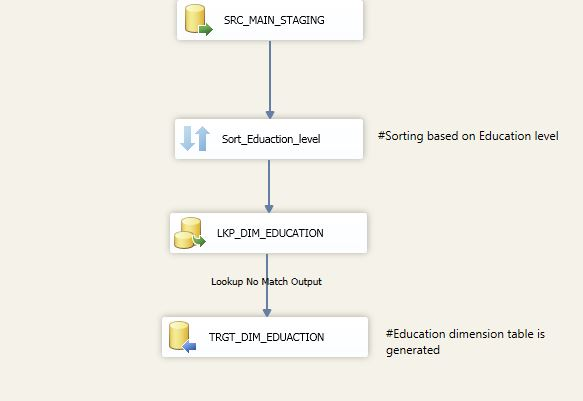 SRC_MAIN_STAGING
Sort_Eduaction_level
#Sorting based on Education level
LKP_DIM_EDUCATION
Lookup No Match Output
TRGT_DIM_EDUACTION
#Education dimension table is
generated